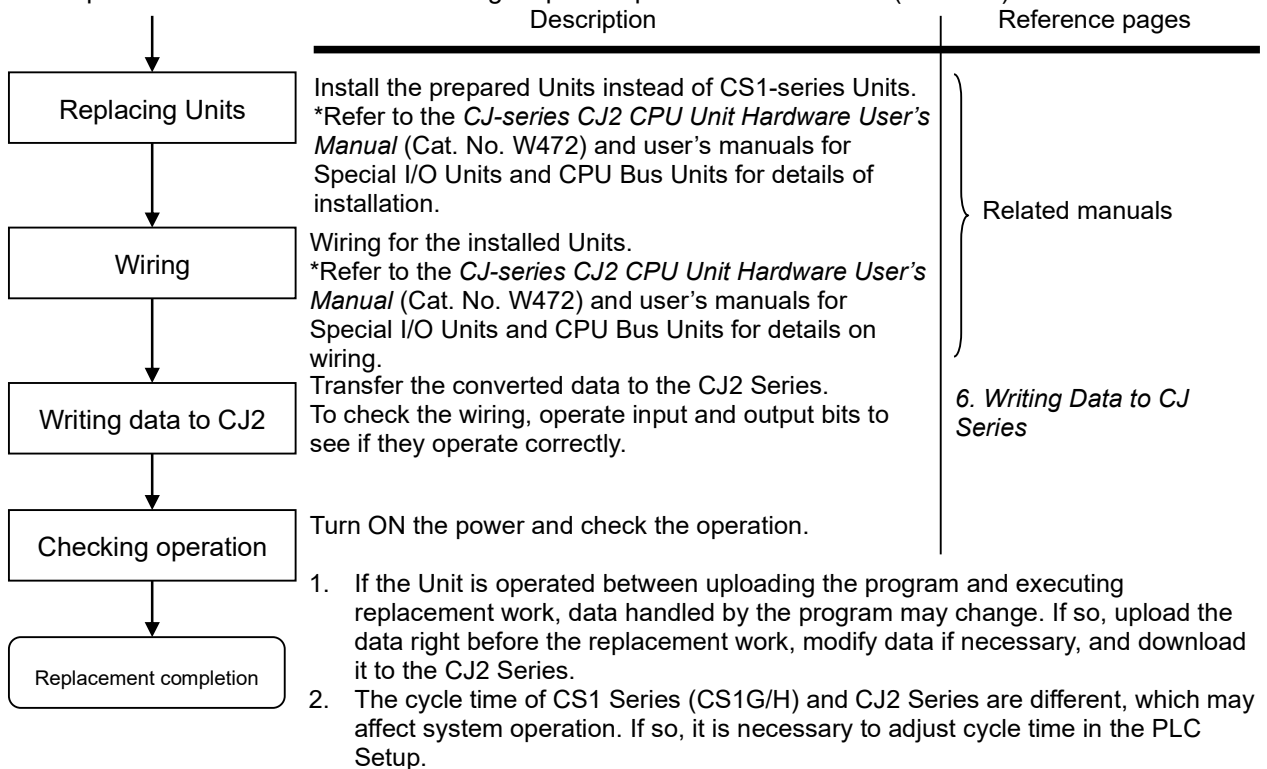 Description
Reference pages
Replacing Units
Install the prepared Units instead of CS1-series Units.
*Refer to the CJ-series CJ2 CPU Unit Hardware User's
Manual (Cat. No. W472) and user's manuals for
Special I/O Units and CPU Bus Units for details of
installation.
Related manuals
Wiring
Wiring for the installed Units.
*Refer to the CJ-series CJ2 CPU Unit Hardware User's
Manual (Cat. No. W472) and user's manuals for
Special I/O Units and CPU Bus Units for details on
wiring.
Writing data to CJ2
Transfer the converted data to the CJ2 Series.
To check the wiring, operate input and output bits to
see if they operate correctly.
6. Writing Data to CJ
Series
Checking operation
Turn ON the power and check the operation.
1. If the Unit is operated between uploading the program and executing
replacement work, data handled by the program may change. If so, upload the
data right before the replacement work, modify data if necessary, and download
it to the CJ2 Series.
2. The cycle time of CS1 Series (CS1G/H) and CJ2 Series are different, which may
affect system operation. If so, it is necessary to adjust cycle time in the PLC
Setup.
Replacement completion